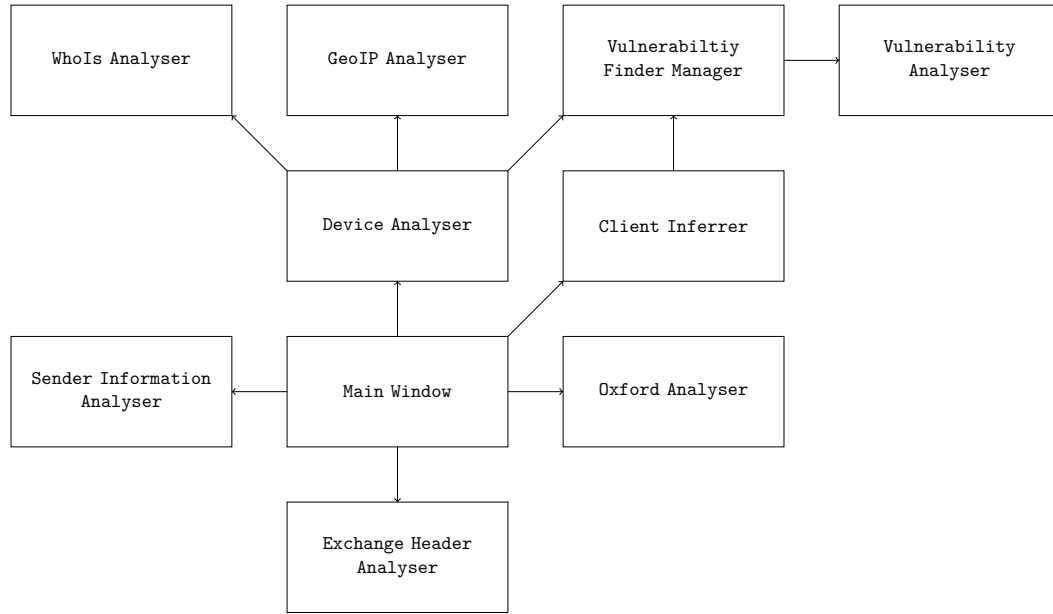 WhoIs Analyser
GeoIP Analyser
Vulnerabiltiy
Finder Manager
Vulnerability
Analyser
Device Analyser
Client Inferrer
Sender Information
Analyser
Main Window
Oxford Analyser
Exchange Header
Analyser